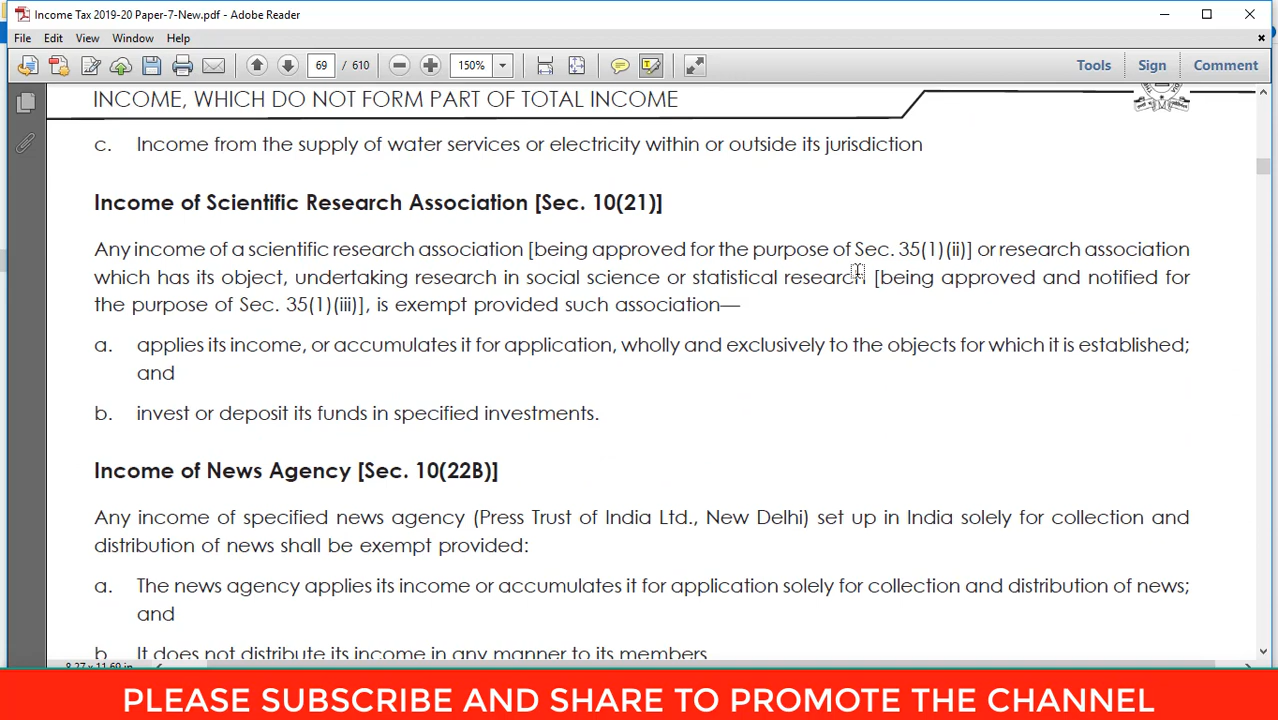 Income Tax 2019-20 Paper-7-New.pdf - Adobe Reader
File Edit View Window Help
69 / 610 150% Tools Sign Comment
INCOME, WHICH DO NOT FORM PART OF TOTAL INCOME
c. Income from the supply of water services or electricity within or outside its jurisdiction
Income of Scientific Research Association [Sec. 10(21)]
Any income of a scientific research association [being approved for the purpose of Sec. 35(1)(ii)] or research association
which has its object, undertaking research in social science or statistical research [being approved and notified for
the purpose of Sec. 35(1)(iii)], is exempt provided such association—
a. applies its income, or accumulates it for application, wholly and exclusively to the objects for which it is established;
and
b. invest or deposit its funds in specified investments.
Income of News Agency [Sec. 10(22B)]
Any income of specified news agency (Press Trust of India Ltd., New Delhi) set up in India solely for collection and
distribution of news shall be exempt provided:
a. The news agency applies its income or accumulates it for application solely for collection and distribution of news;
and
b. It does not distribute its income in any manner to its members
8.27 x 11.69 in
PLEASE SUBSCRIBE AND SHARE TO PROMOTE THE CHANNEL